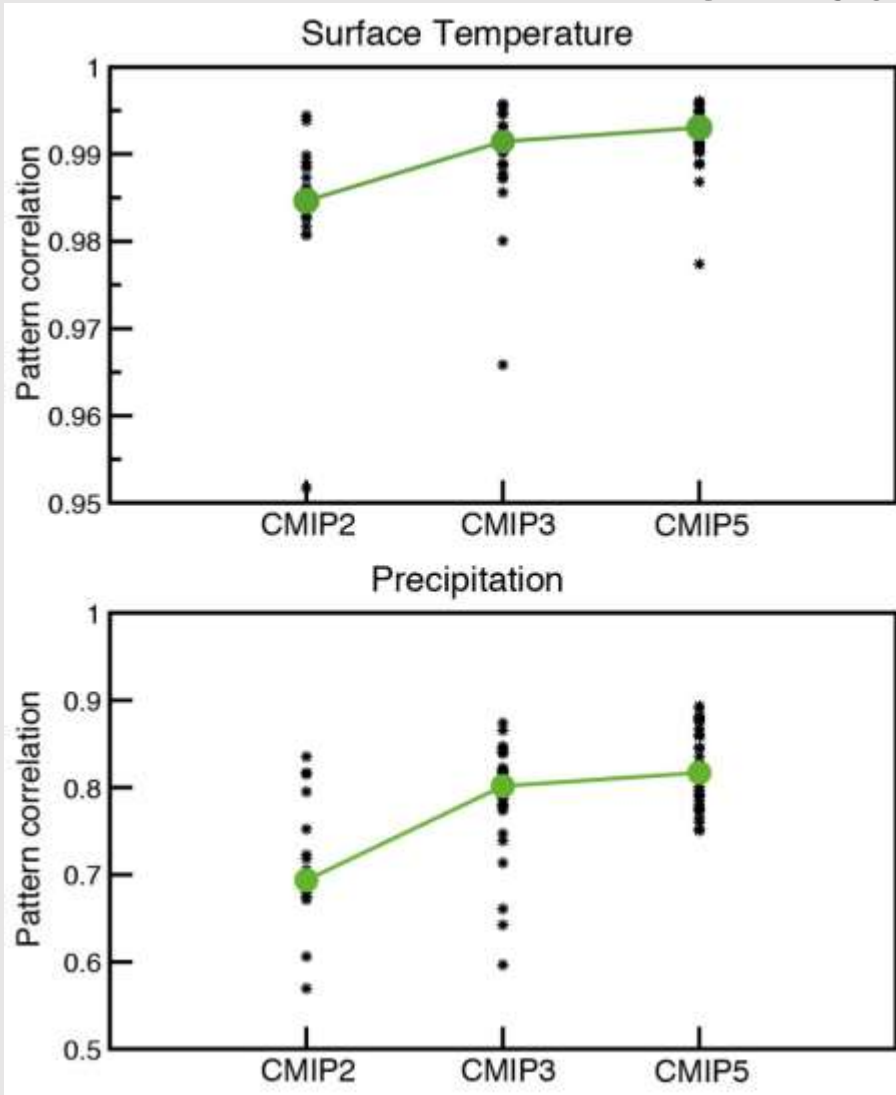 Surface Temperature
1
0.99
0.98
0.97
0.96
0.95
Pattern correlation
CMIP2 CMIP3 CMIP5
Precipitation
1
0.9
0.8
0.7
0.6
0.5
Pattern correlation
CMIP2 CMIP3 CMIP5